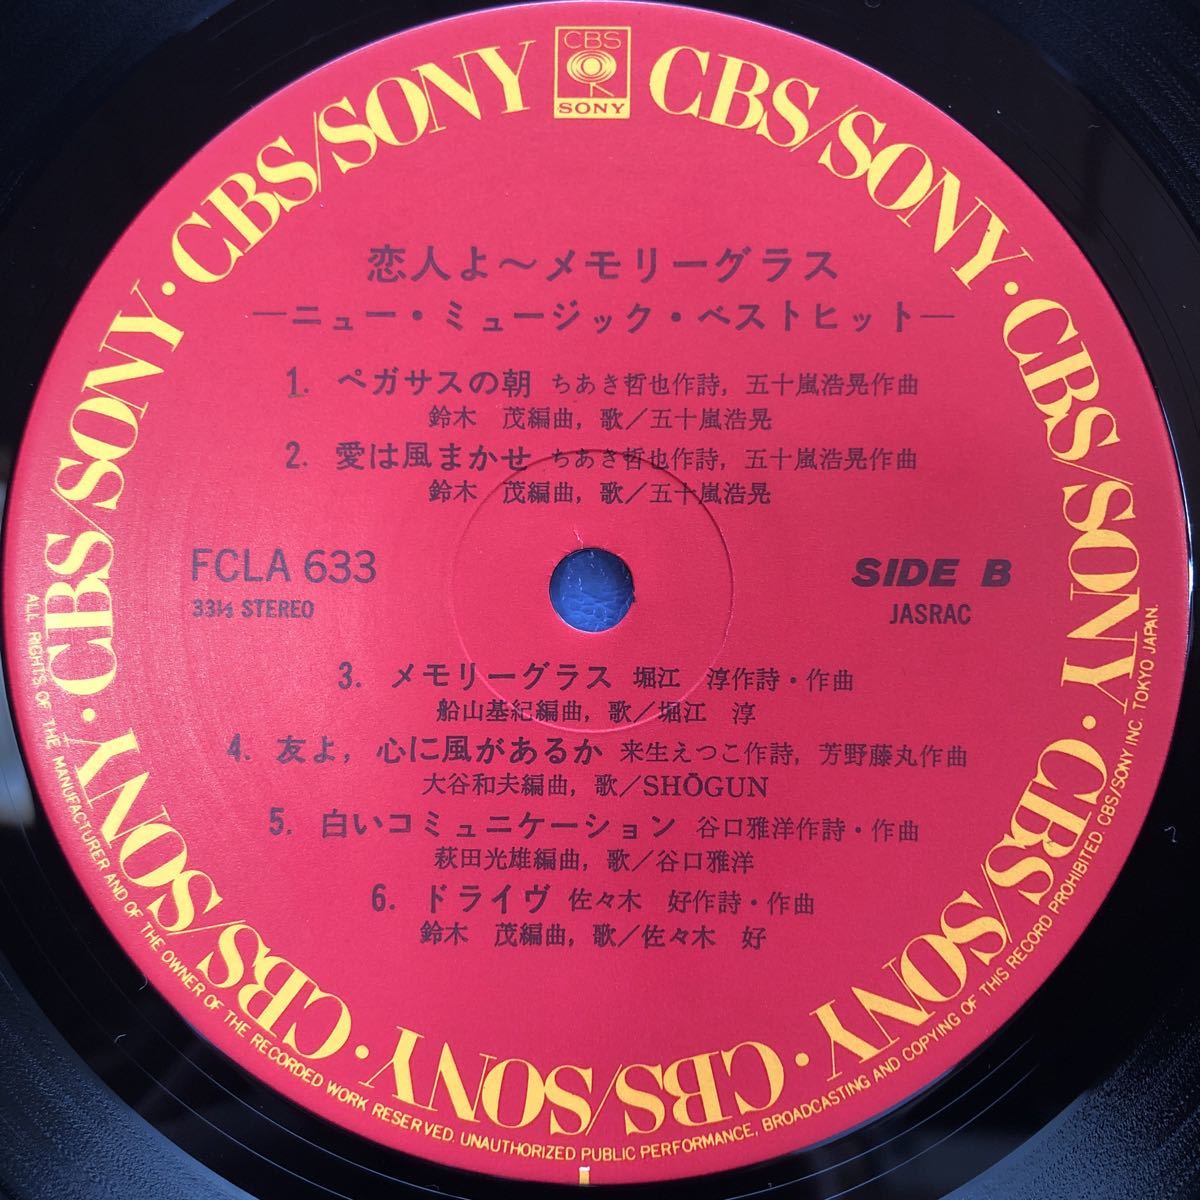 CBS
SONY
CBS/SONY · CBS/SONY · CBS/SONY · CBS/SONY · CBS/SONY · CBS/SONY · CBS/SONY · CBS/SONY · CBS/SONY · CBS/SONY
恋人よ〜メモリーグラス
—ニュー・ミュージック・ベストヒット—
1. ペガサスの朝 ちあき哲也作詩, 五十嵐浩晃作曲
鈴木 茂編曲, 歌／五十嵐浩晃
2. 愛は風まかせ ちあき哲也作詩, 五十嵐浩晃作曲
鈴木 茂編曲, 歌／五十嵐浩晃
FCLA 633
33⅓ STEREO
SIDE B
JASRAC
3. メモリーグラス 堀江 淳作詩・作曲
船山基紀編曲, 歌／堀江 淳
4. 友よ, 心に風があるか 来生えつこ作詩, 芳野藤丸作曲
大谷和夫編曲, 歌／SHŌGUN
5. 白いコミュニケーション 谷口雅洋作詩・作曲
萩田光雄編曲, 歌／谷口雅洋
6. ドライヴ 佐々木 好作詩・作曲
鈴木 茂編曲, 歌／佐々木 好
ALL RIGHTS OF THE MANUFACTURER AND OF THE OWNER OF THE RECORDED WORK RESERVED. UNAUTHORIZED PUBLIC PERFORMANCE, BROADCASTING AND COPYING OF THIS RECORD PROHIBITED. CBS/SONY INC. TOKYO JAPAN.